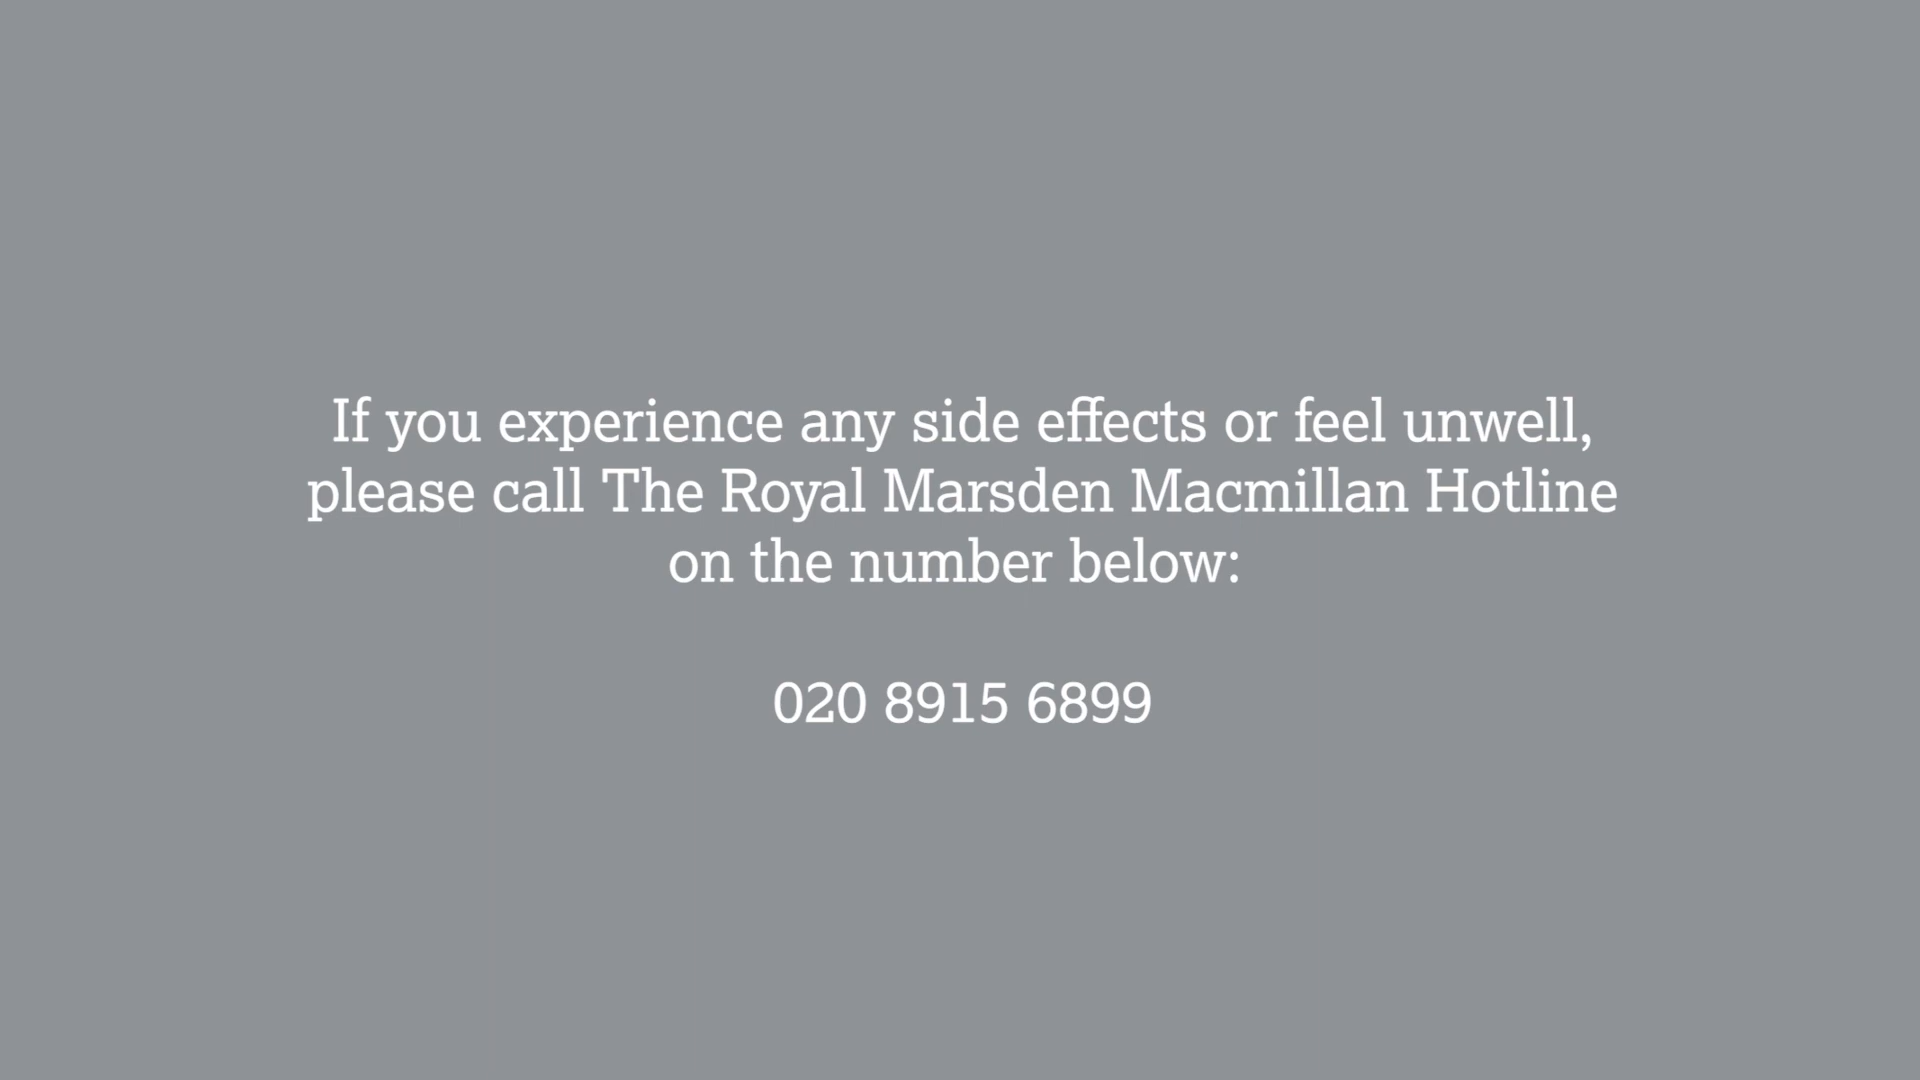 If you experience any side effects or feel unwell,
please call The Royal Marsden Macmillan Hotline
on the number below:
020 8915 6899